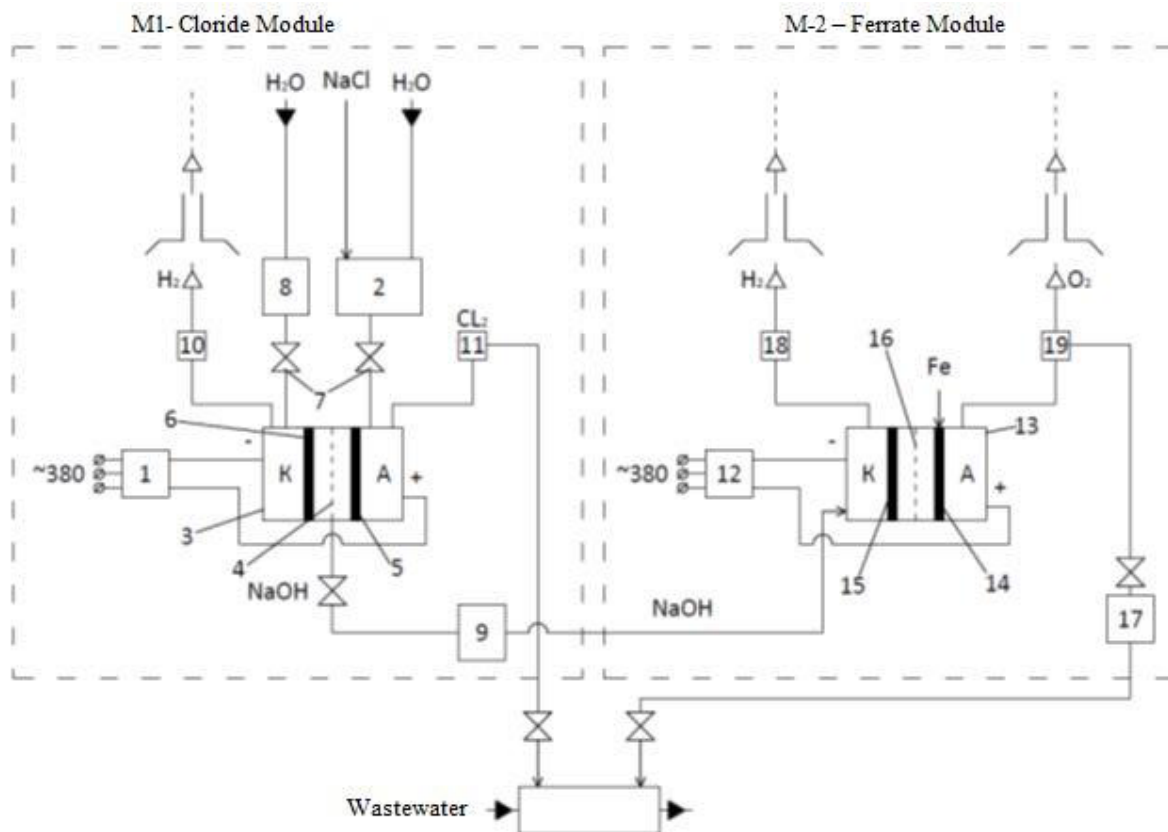 M1- Cloride Module
M-2 – Ferrate Module
H₂O
NaCl
H₂O
H₂
8
2
CL₂
10
11
7
6
-
K
A
+
~380
1
3
4
5
NaOH
9
H₂
O₂
18
16
19
Fe
13
-
K
A
+
~380
12
15
14
NaOH
17
Wastewater